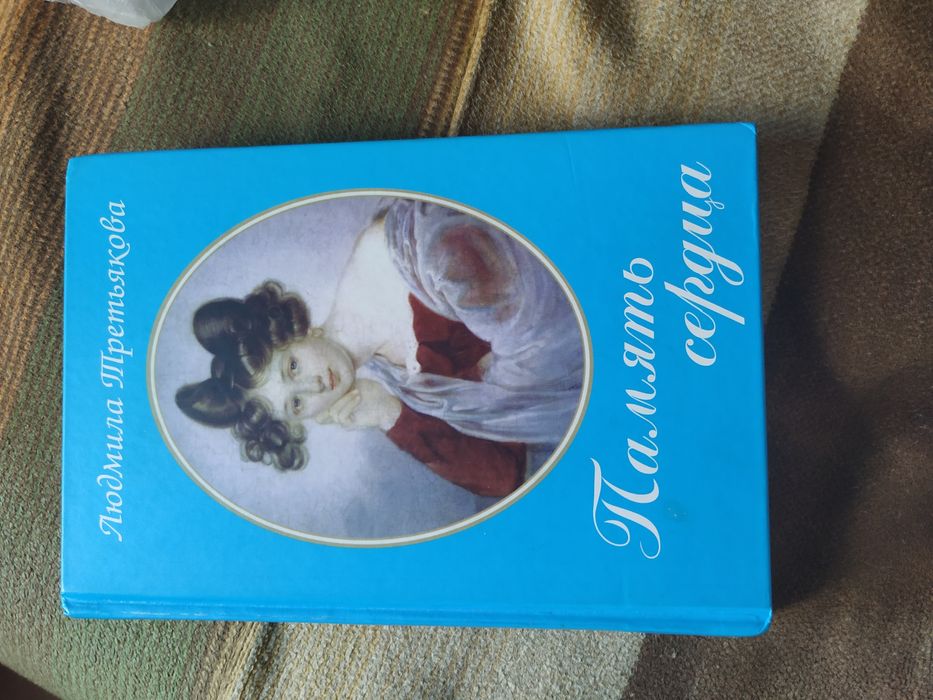 Людмила Третьякова
Память
сердца